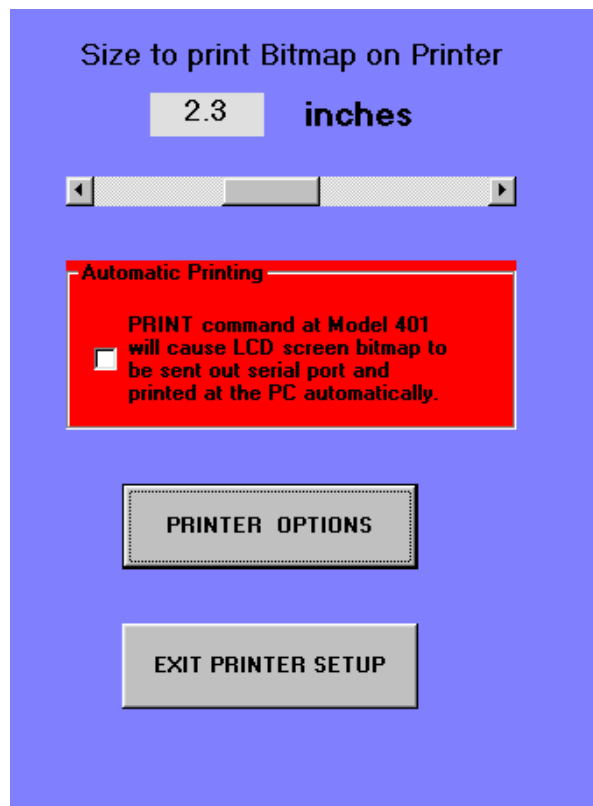 Size to print Bitmap on Printer
2.3 inches
Automatic Printing
PRINT command at Model 401
will cause LCD screen bitmap to
be sent out serial port and
printed at the PC automatically.
PRINTER OPTIONS
EXIT PRINTER SETUP